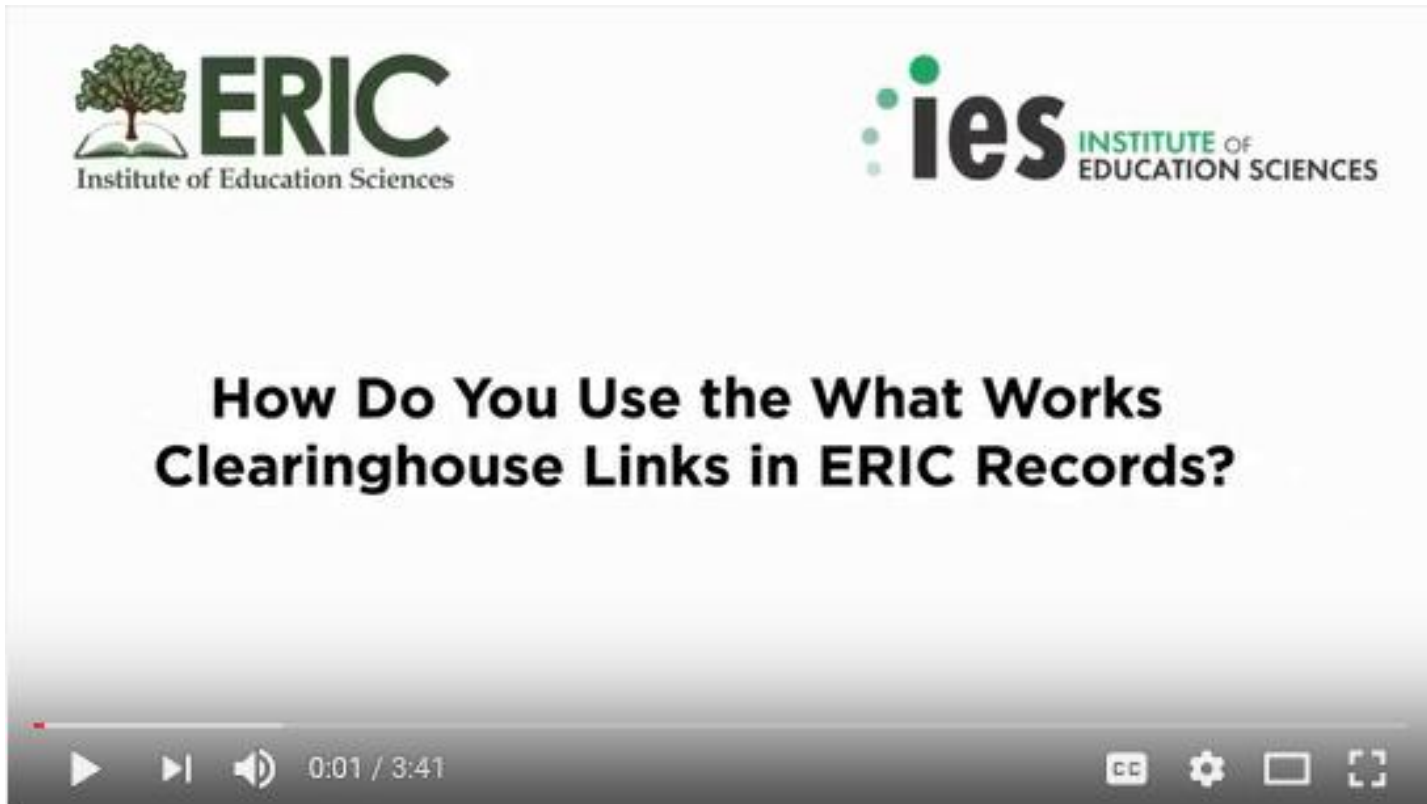 ERIC
Institute of Education Sciences
ies
INSTITUTE OF
EDUCATION SCIENCES
How Do You Use the What Works
Clearinghouse Links in ERIC Records?
0:01 / 3:41
CC